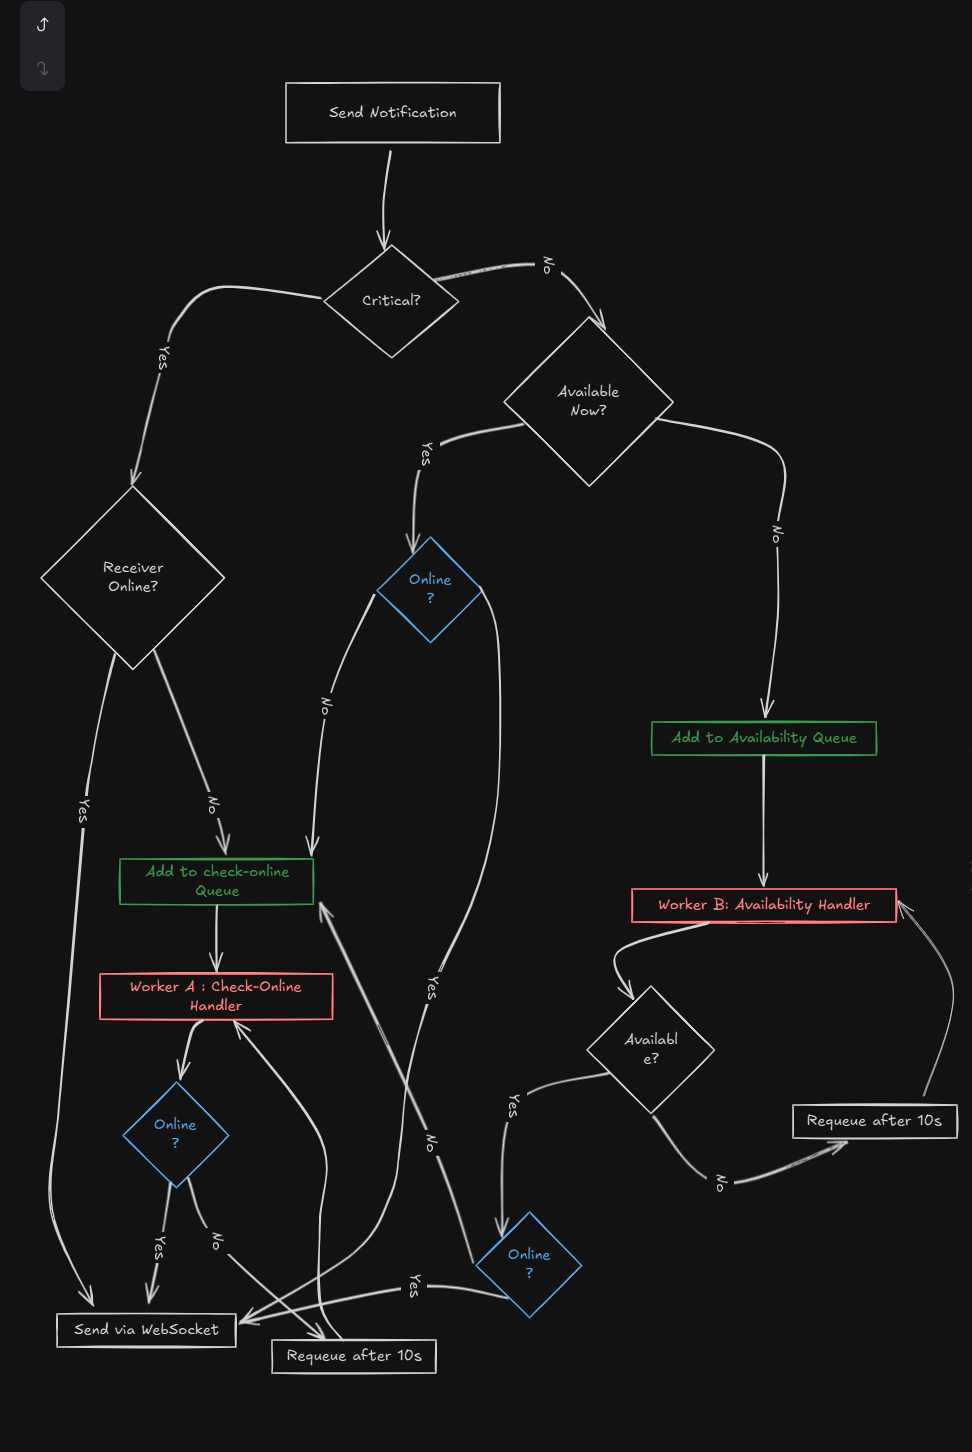 Send Notification
Critical?
No
Yes
Available
Now?
Yes
No
Receiver
Online?
Online
?
No
Add to Availability Queue
Yes
No
Add to check-online
Queue
Worker B: Availability Handler
Worker A : Check-Online
Handler
Yes
Availabl
e?
Yes
Requeue after 10s
Online
?
No
No
Yes
No
Online
?
Yes
Send via WebSocket
Requeue after 10s